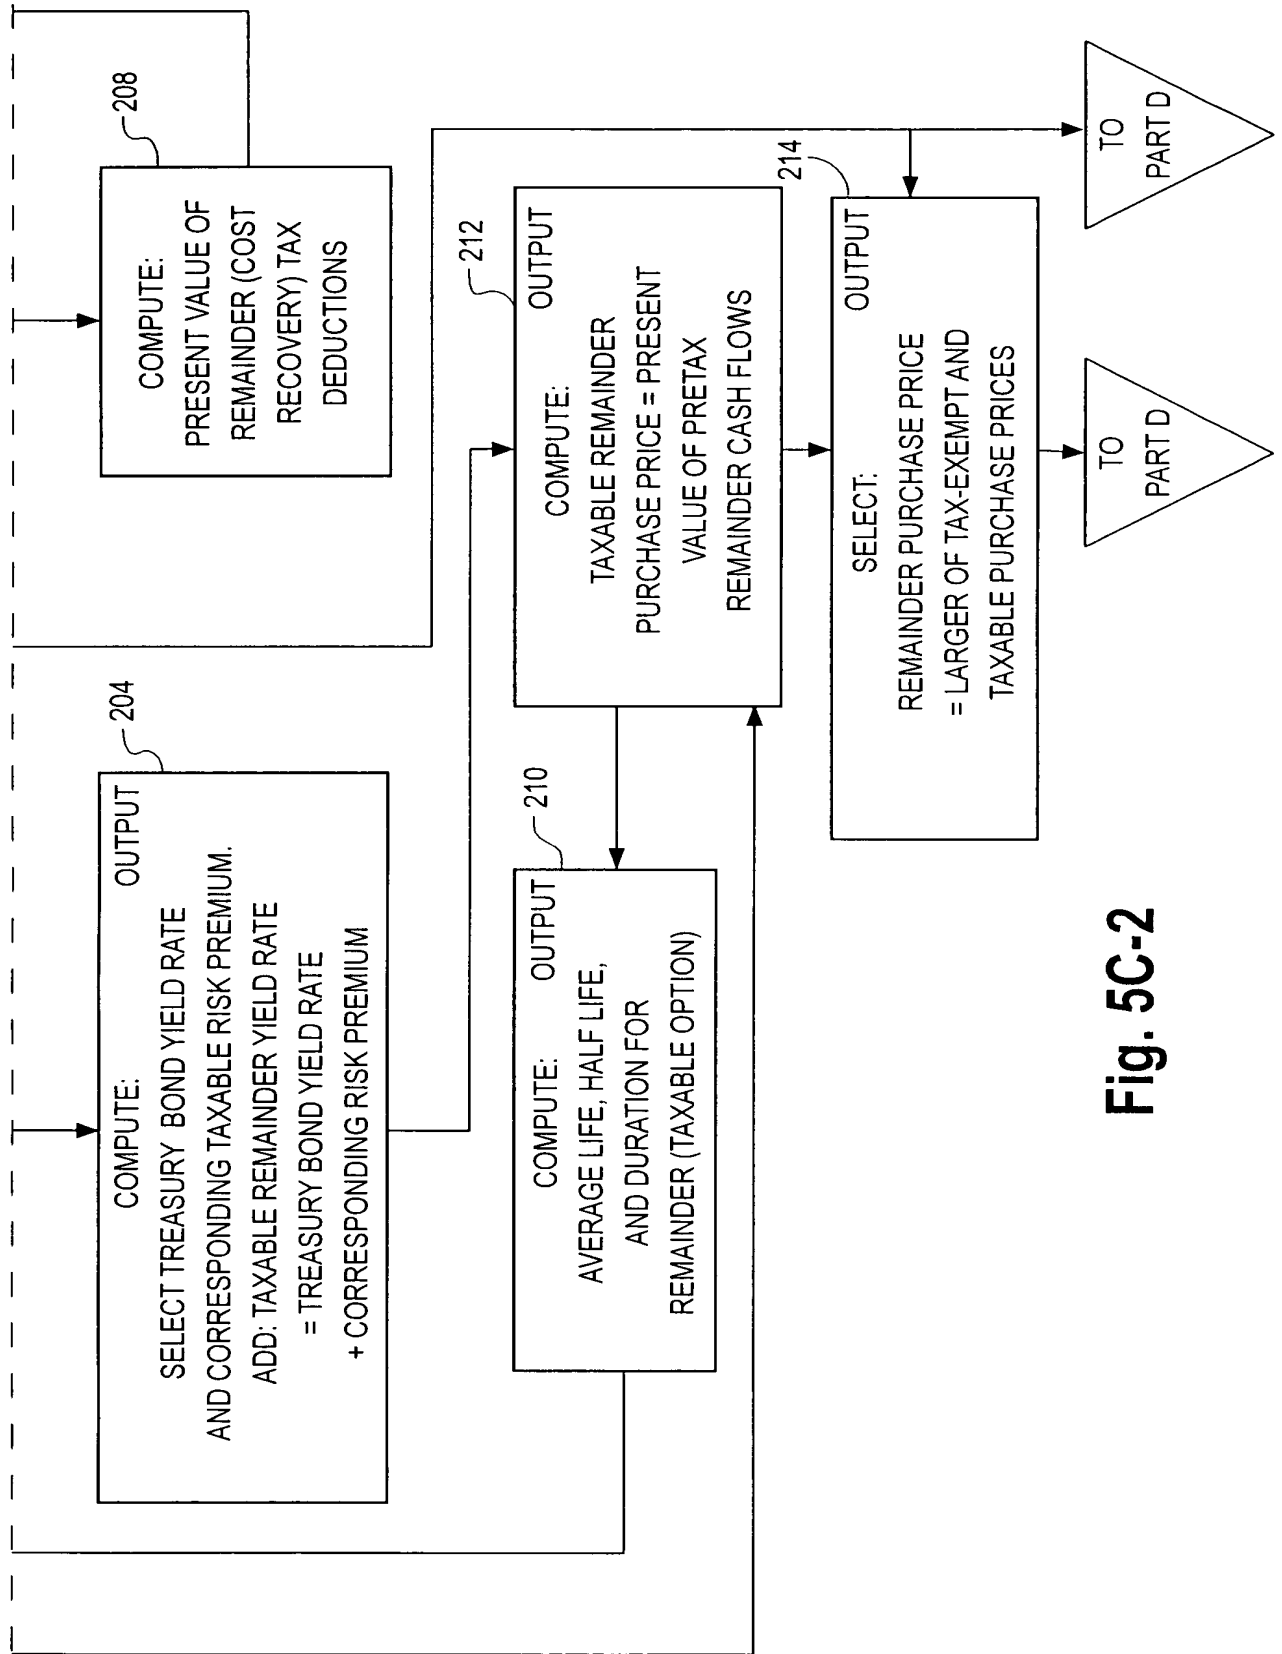 204
COMPUTE: OUTPUT
SELECT TREASURY BOND YIELD RATE
AND CORRESPONDING TAXABLE RISK PREMIUM.
ADD: TAXABLE REMAINDER YIELD RATE
= TREASURY BOND YIELD RATE
+ CORRESPONDING RISK PREMIUM
208
COMPUTE:
PRESENT VALUE OF
REMAINDER (COST
RECOVERY) TAX
DEDUCTIONS
210
COMPUTE: OUTPUT
AVERAGE LIFE, HALF LIFE,
AND DURATION FOR
REMAINDER (TAXABLE OPTION)
212
OUTPUT
COMPUTE:
TAXABLE REMAINDER
PURCHASE PRICE = PRESENT
VALUE OF PRETAX
REMAINDER CASH FLOWS
214
SELECT: OUTPUT
REMAINDER PURCHASE PRICE
= LARGER OF TAX-EXEMPT AND
TAXABLE PURCHASE PRICES
TO
PART D
TO
PART D
Fig. 5C-2